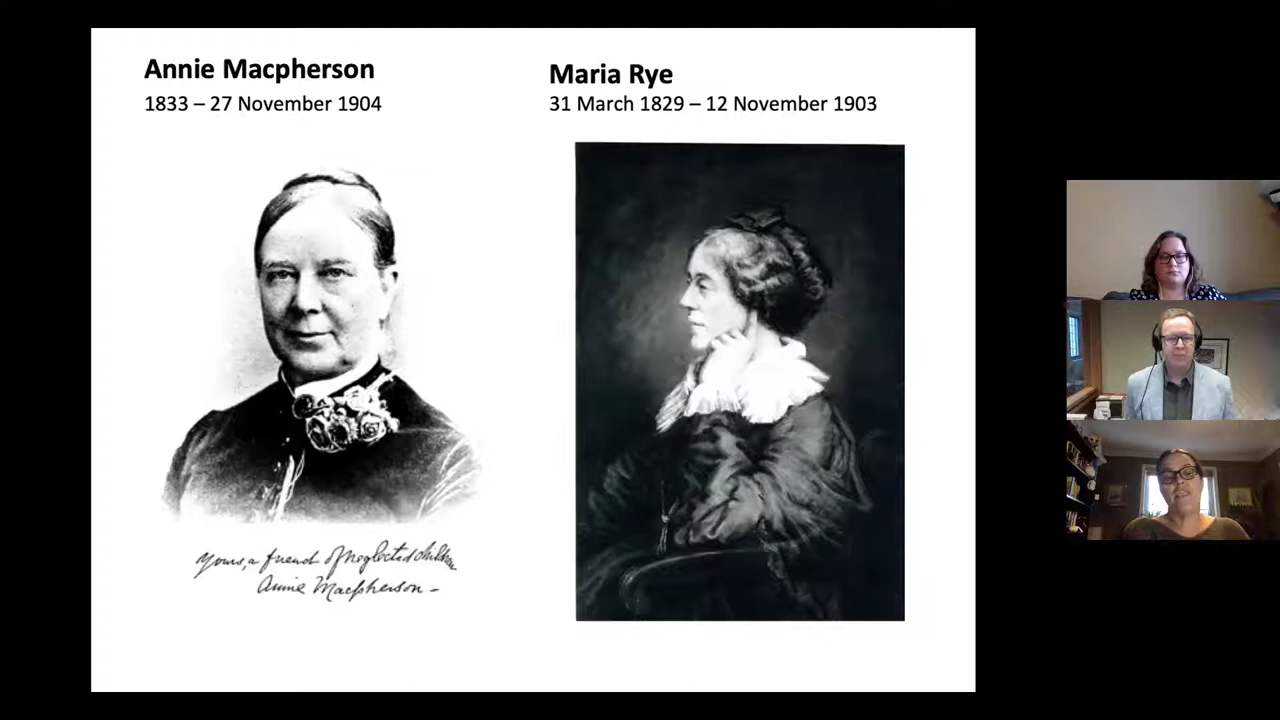 Annie Macpherson
1833 – 27 November 1904
Maria Rye
31 March 1829 – 12 November 1903
Yours, a friend of neglected children
Annie Macpherson –